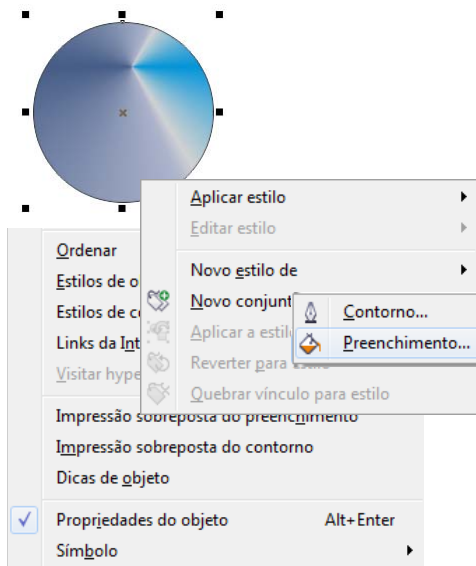 Aplicar estilo
Editar estilo
Novo estilo de
Novo conjunt
Aplicar a estil
Reverter para estilo
Quebrar vínculo para estilo
Contorno...
Preenchimento...
Ordenar
Estilos de o
Estilos de c
Links da Int
Visitar hype
Impressão sobreposta do preenchimento
Impressão sobreposta do contorno
Dicas de objeto
Propriedades do objeto Alt+Enter
Símbolo